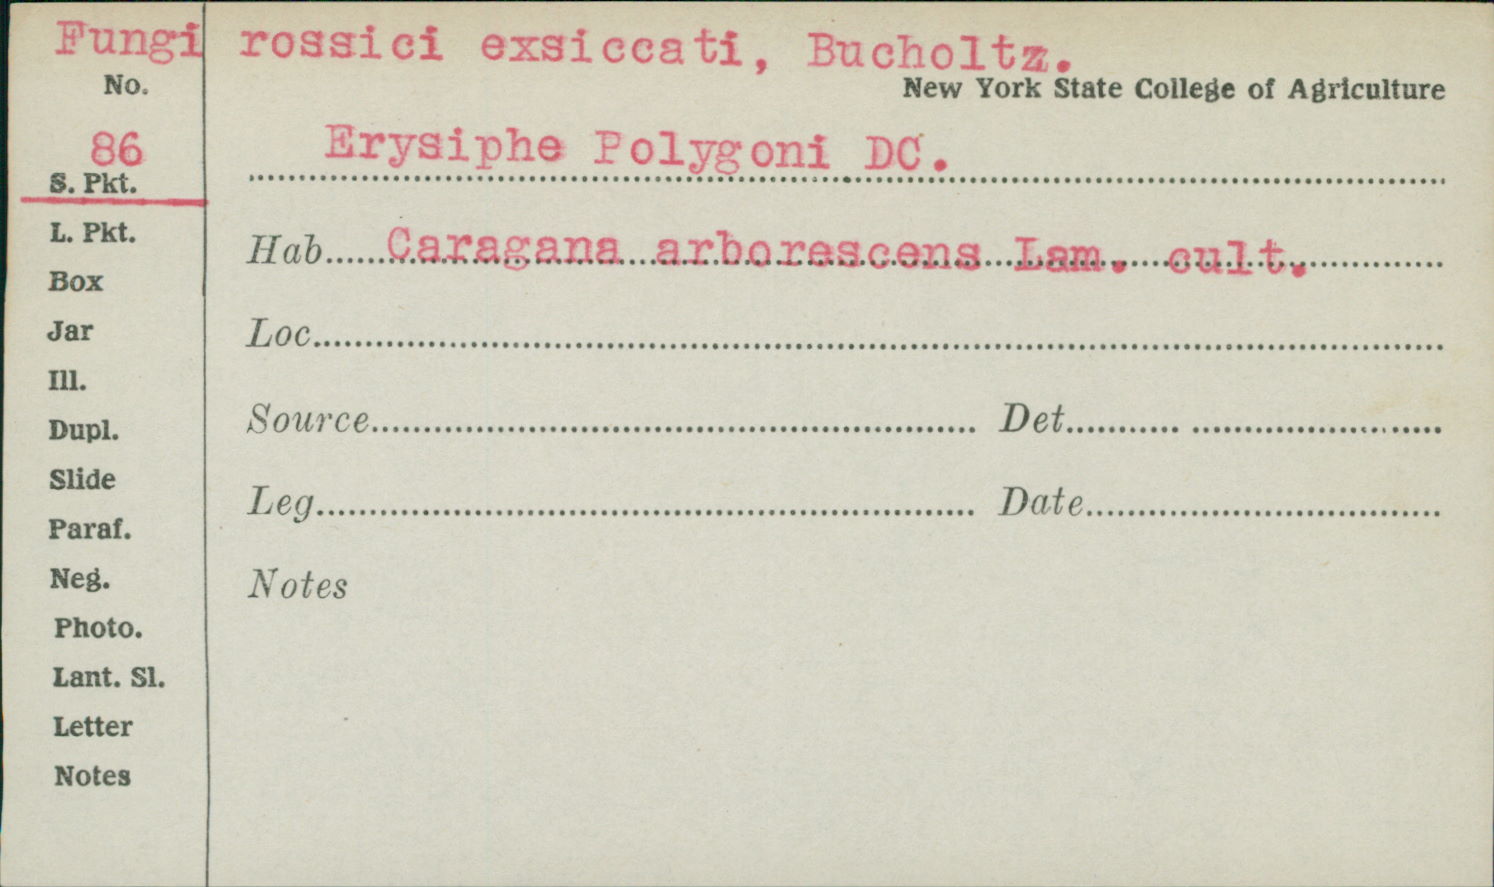 Fungi rossici exsiccati, Bucholtz.
No.
New York State College of Agriculture
86
Erysiphe Polygoni DC.
S. Pkt.
L. Pkt.
Hab. Caragana arborescens Lam. cult.
Box
Jar
Loc.
Ill.
Dupl.
Source Det.
Slide
Leg. Date
Paraf.
Neg.
Notes
Photo.
Lant. Sl.
Letter
Notes